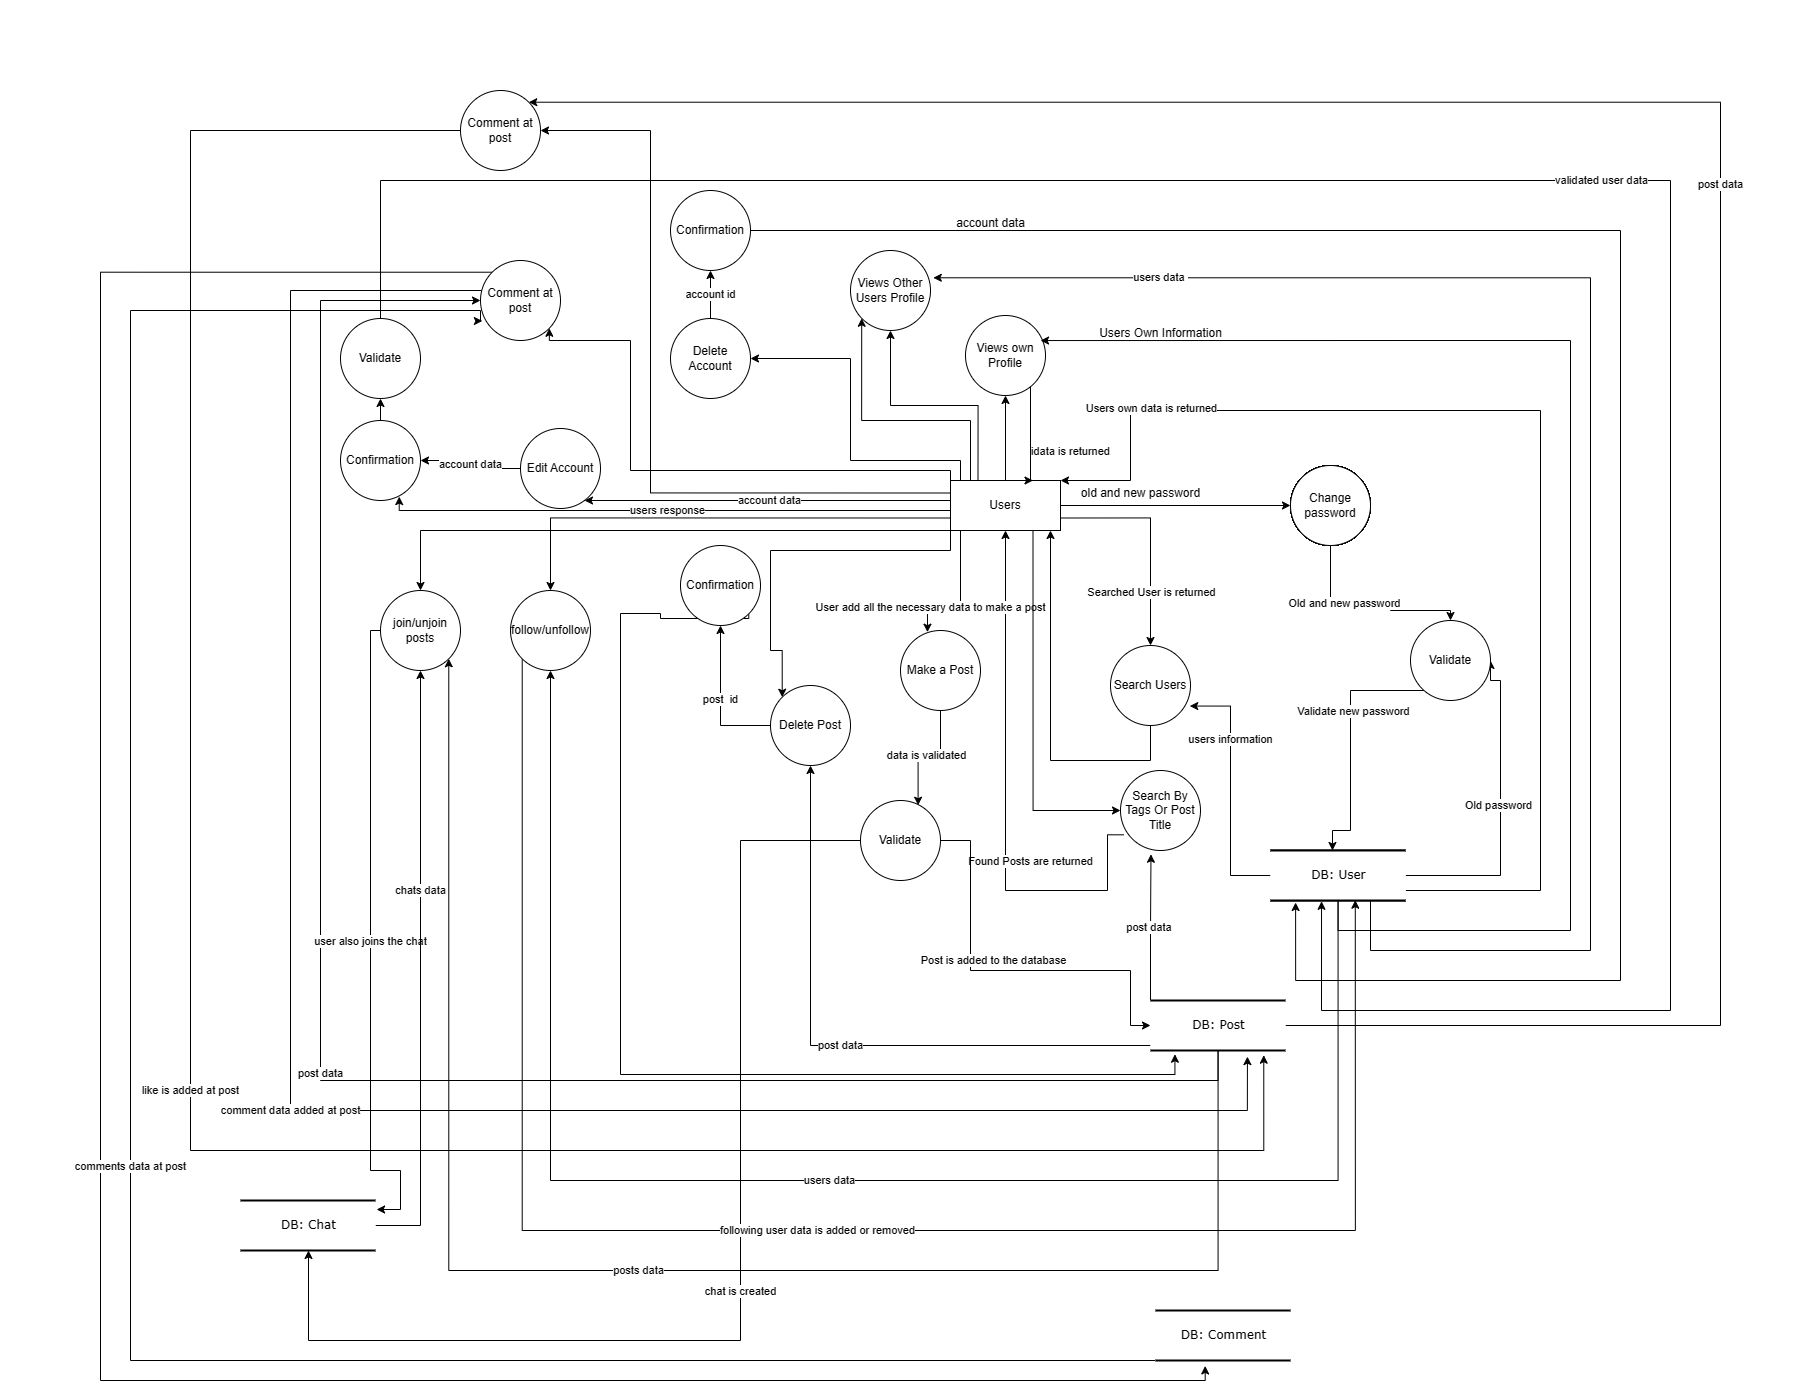 Comment at
post
validated user data
post data
Confirmation
account data
Views Other
Users Profile
users data
Comment at
post
account id
Users Own Information
Validate
Delete
Account
Views own
Profile
Users own data is returned
idata is returned
Confirmation
account data
Edit Account
account data
users response
Users
old and new password
Change
password
Confirmation
Searched User is returned
User add all the necessary data to make a post
Old and new password
join/unjoin
posts
follow/unfollow
Make a Post
Validate
Search Users
post  id
Delete Post
Validate new password
users information
data is validated
Search By
Tags Or Post
Title
Old password
Validate
Found Posts are returned
DB: User
chats data
post data
user also joins the chat
Post is added to the database
DB: Post
post data
post data
like is added at post
comment data added at post
comments data at post
users data
DB: Chat
following user data is added or removed
posts data
chat is created
DB: Comment